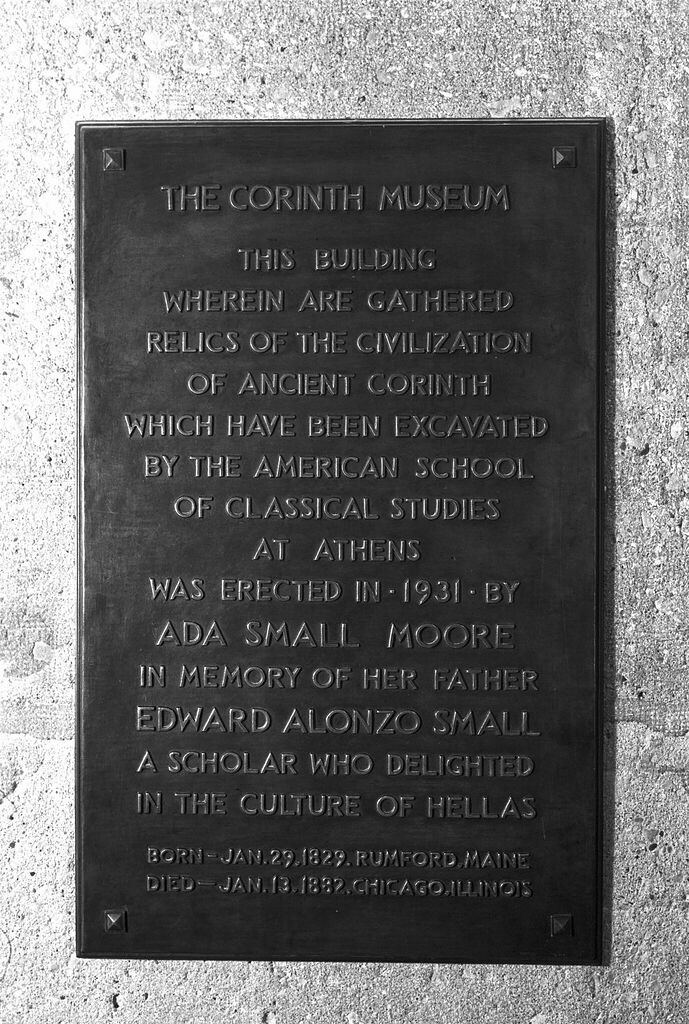 THE CORINTH MUSEUM
THIS BUILDING
WHEREIN ARE GATHERED
RELICS OF THE CIVILIZATION
OF ANCIENT CORINTH
WHICH HAVE BEEN EXCAVATED
BY THE AMERICAN SCHOOL
OF CLASSICAL STUDIES
AT ATHENS
WAS ERECTED IN · 1931 · BY
ADA SMALL MOORE
IN MEMORY OF HER FATHER
EDWARD ALONZO SMALL
A SCHOLAR WHO DELIGHTED
IN THE CULTURE OF HELLAS
BORN — JAN. 29. 1829. RUMFORD. MAINE
DIED — JAN. 13. 1882. CHICAGO. ILLINOIS